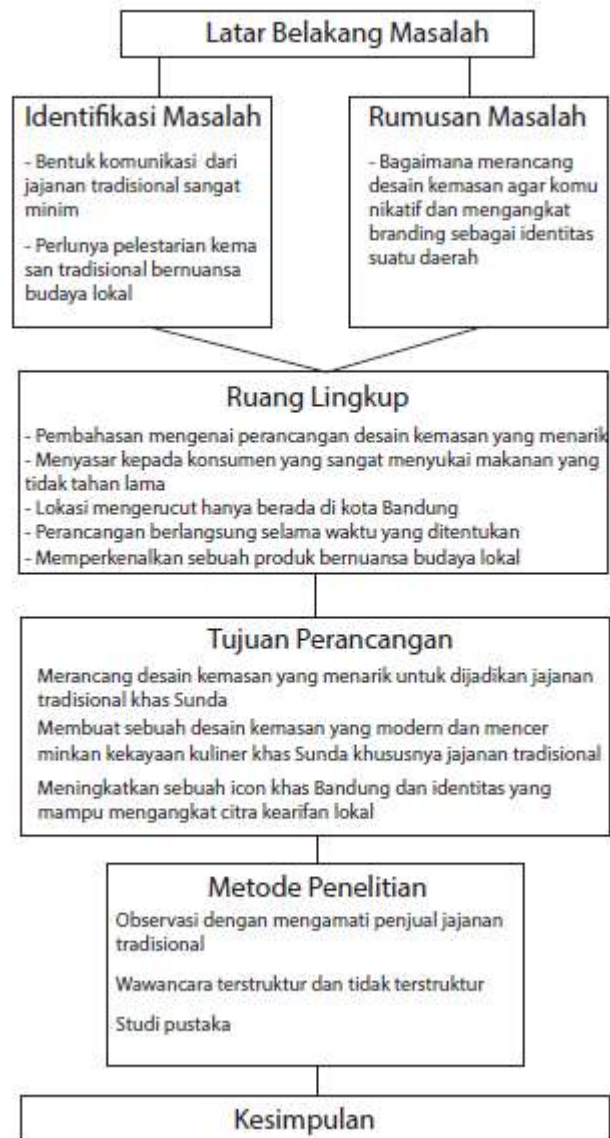 Latar Belakang Masalah
Identifikasi Masalah
- Bentuk komunikasi dari
jajanan tradisional sangat
minim
- Perlunya pelestarian kema
san tradisional bernuansa
budaya lokal
Rumusan Masalah
- Bagaimana merancang
desain kemasan agar komu
nikatif dan mengangkat
branding sebagai identitas
suatu daerah
Ruang Lingkup
- Pembahasan mengenai perancangan desain kemasan yang menarik
- Menyasar kepada konsumen yang sangat menyukai makanan yang
tidak tahan lama
- Lokasi mengerucut hanya berada di kota Bandung
- Perancangan berlangsung selama waktu yang ditentukan
- Memperkenalkan sebuah produk bernuansa budaya lokal
Tujuan Perancangan
Merancang desain kemasan yang menarik untuk dijadikan jajanan
tradisional khas Sunda
Membuat sebuah desain kemasan yang modern dan mencer
minkan kekayaan kuliner khas Sunda khususnya jajanan tradisional
Meningkatkan sebuah icon khas Bandung dan identitas yang
mampu mengangkat citra kearifan lokal
Metode Penelitian
Observasi dengan mengamati penjual jajanan
tradisional
Wawancara terstruktur dan tidak terstruktur
Studi pustaka
Kesimpulan